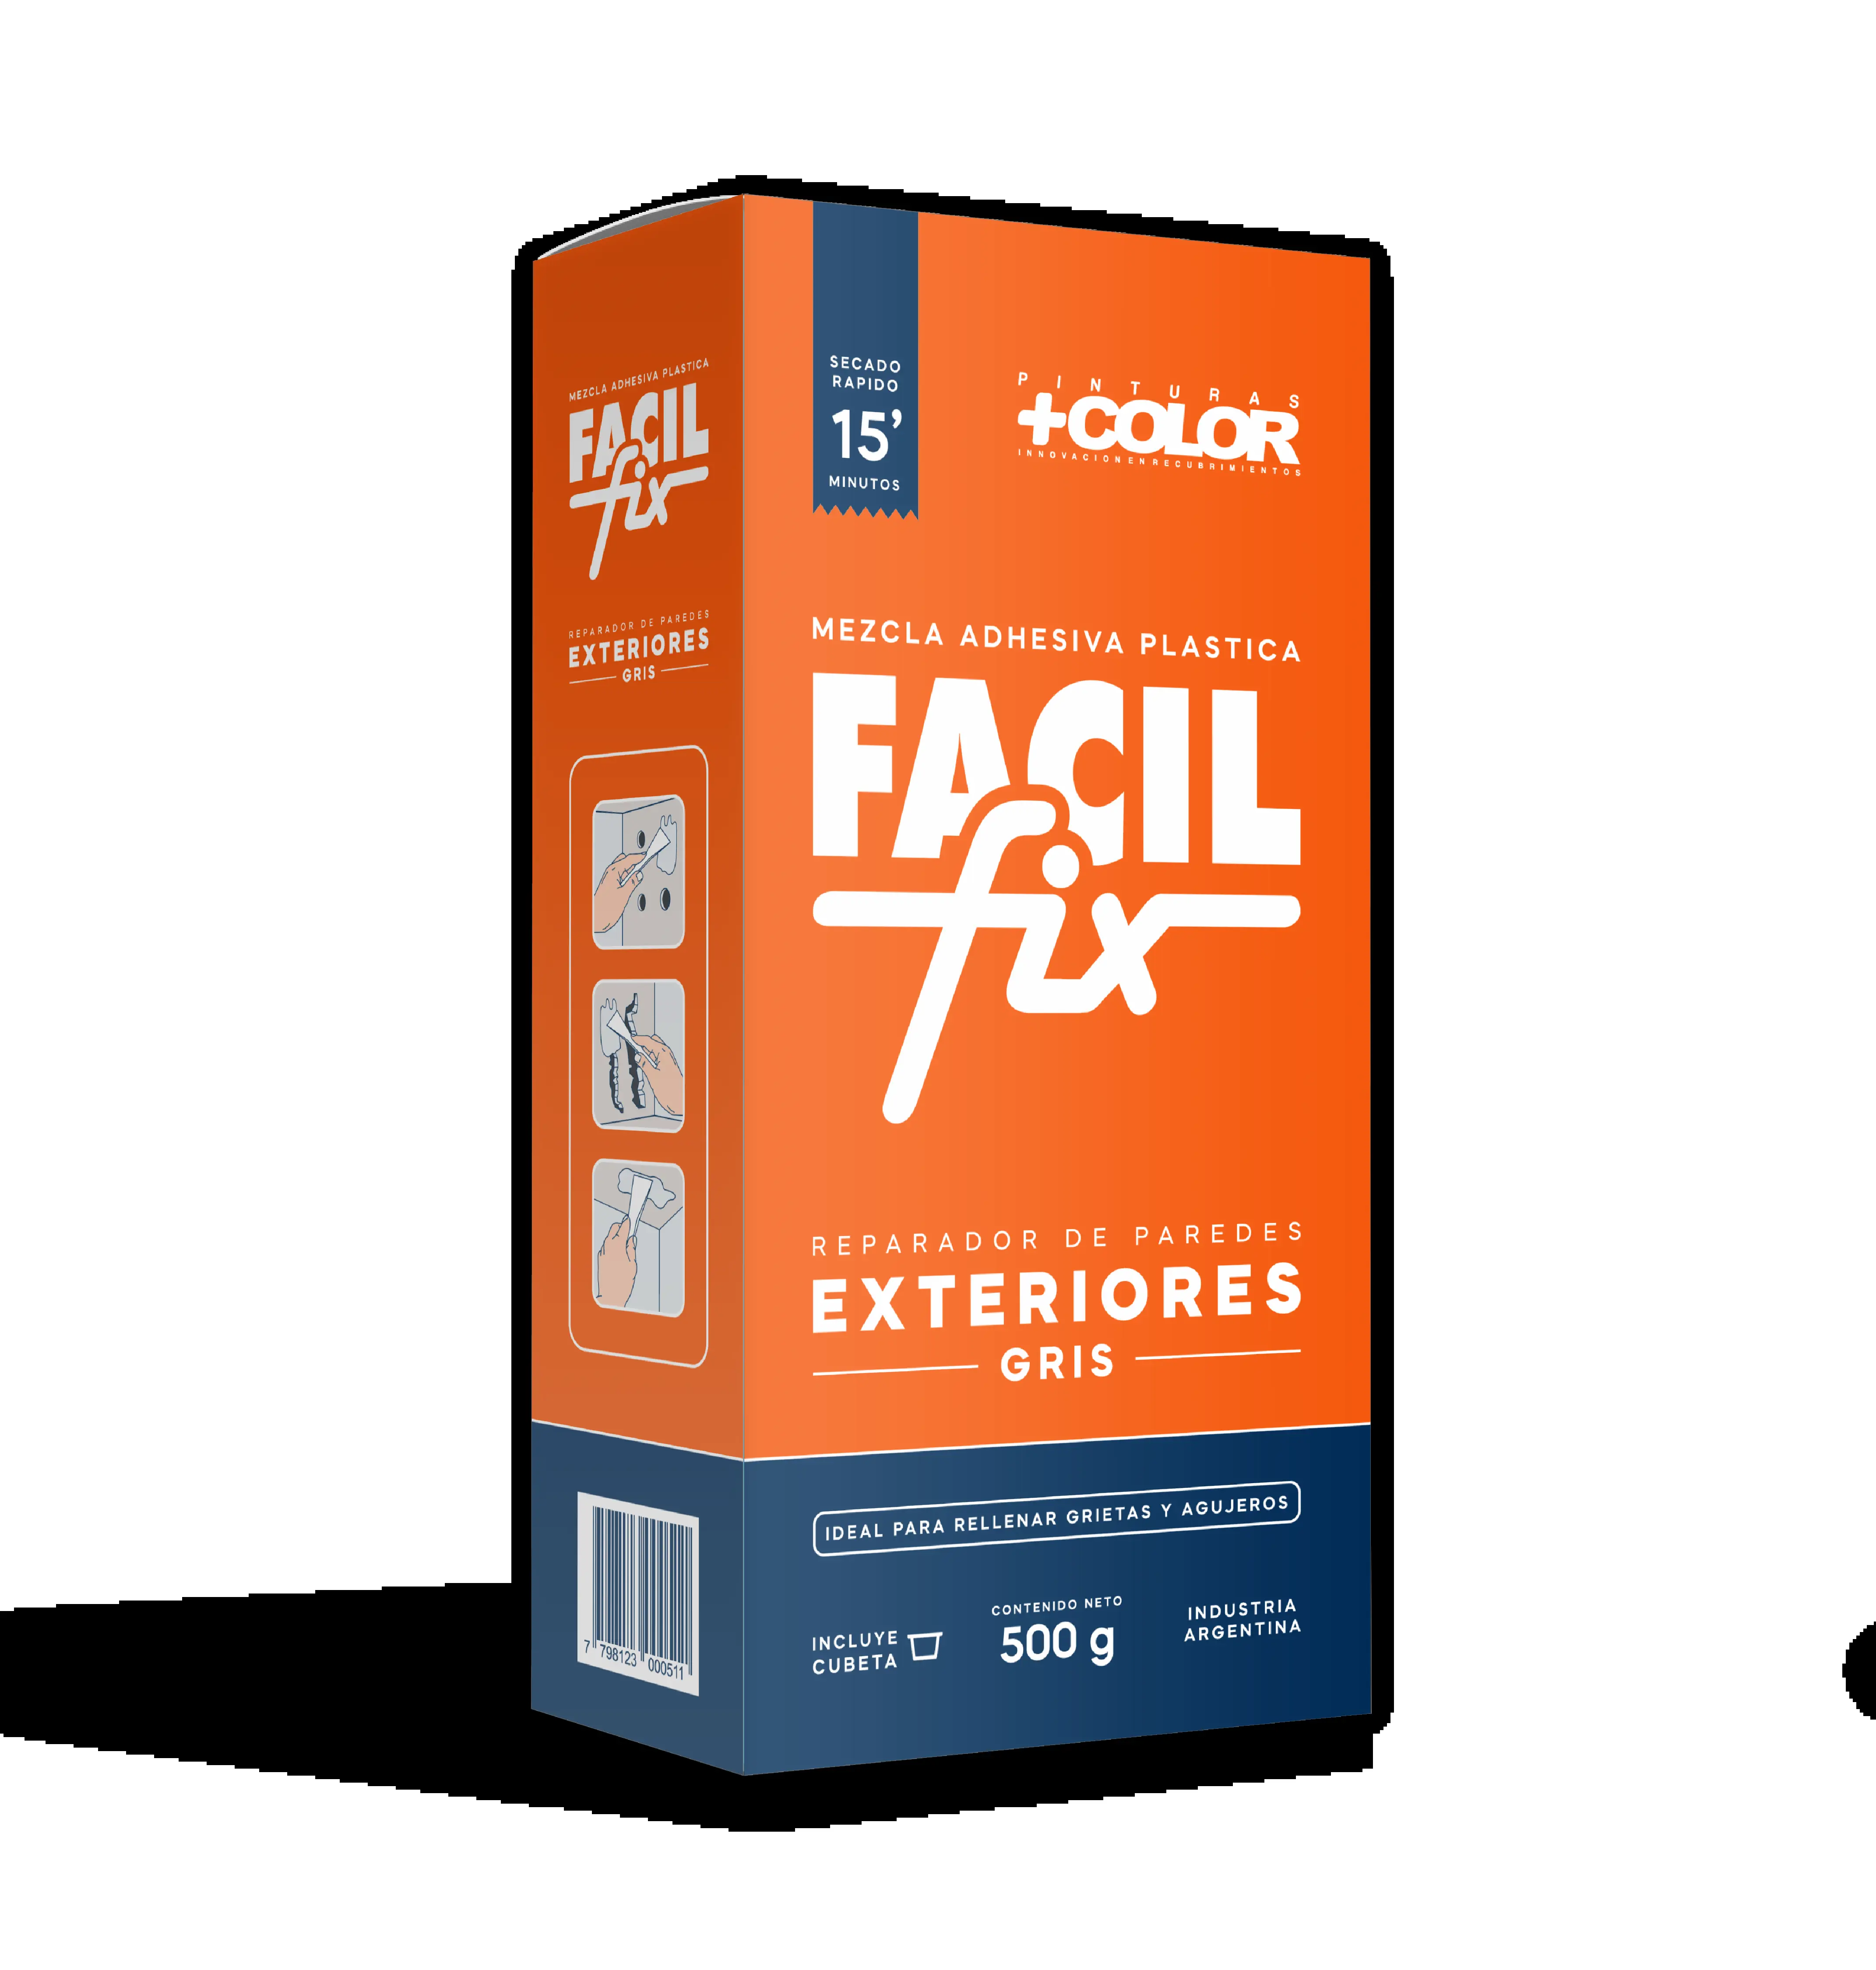 MEZCLA ADHESIVA PLASTICA
FACIL
fix
REPARADOR DE PAREDES
EXTERIORES
GRIS
7 798123 000511
SECADO
RAPIDO
15'
MINUTOS
PINTURAS
+COLOR
INNOVACION EN RECUBRIMIENTOS
MEZCLA ADHESIVA PLASTICA
FACIL
fix
REPARADOR DE PAREDES
EXTERIORES
GRIS
IDEAL PARA RELLENAR GRIETAS Y AGUJEROS
INCLUYE
CUBETA
CONTENIDO NETO
500 g
INDUSTRIA
ARGENTINA